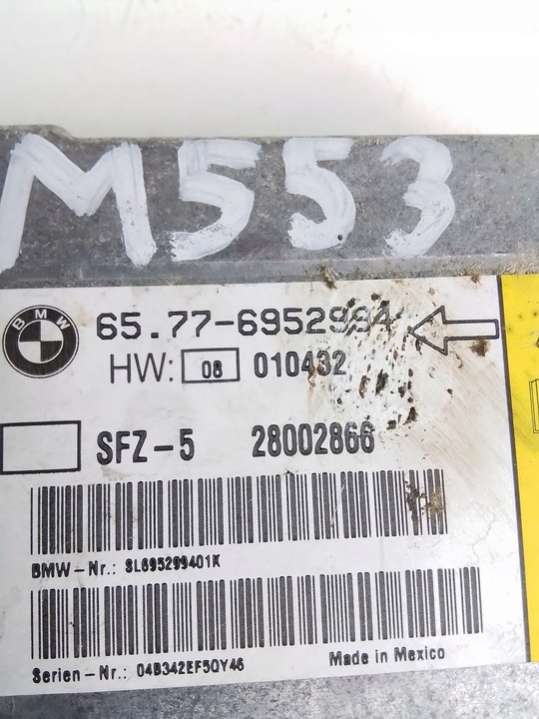 M553
BMW
65.77-6952994
HW: 08 010432
SFZ-5 28002866
BMW-Nr.: SL695299401K
Serien-Nr.: 04B342EF5QY46 Made in Mexico